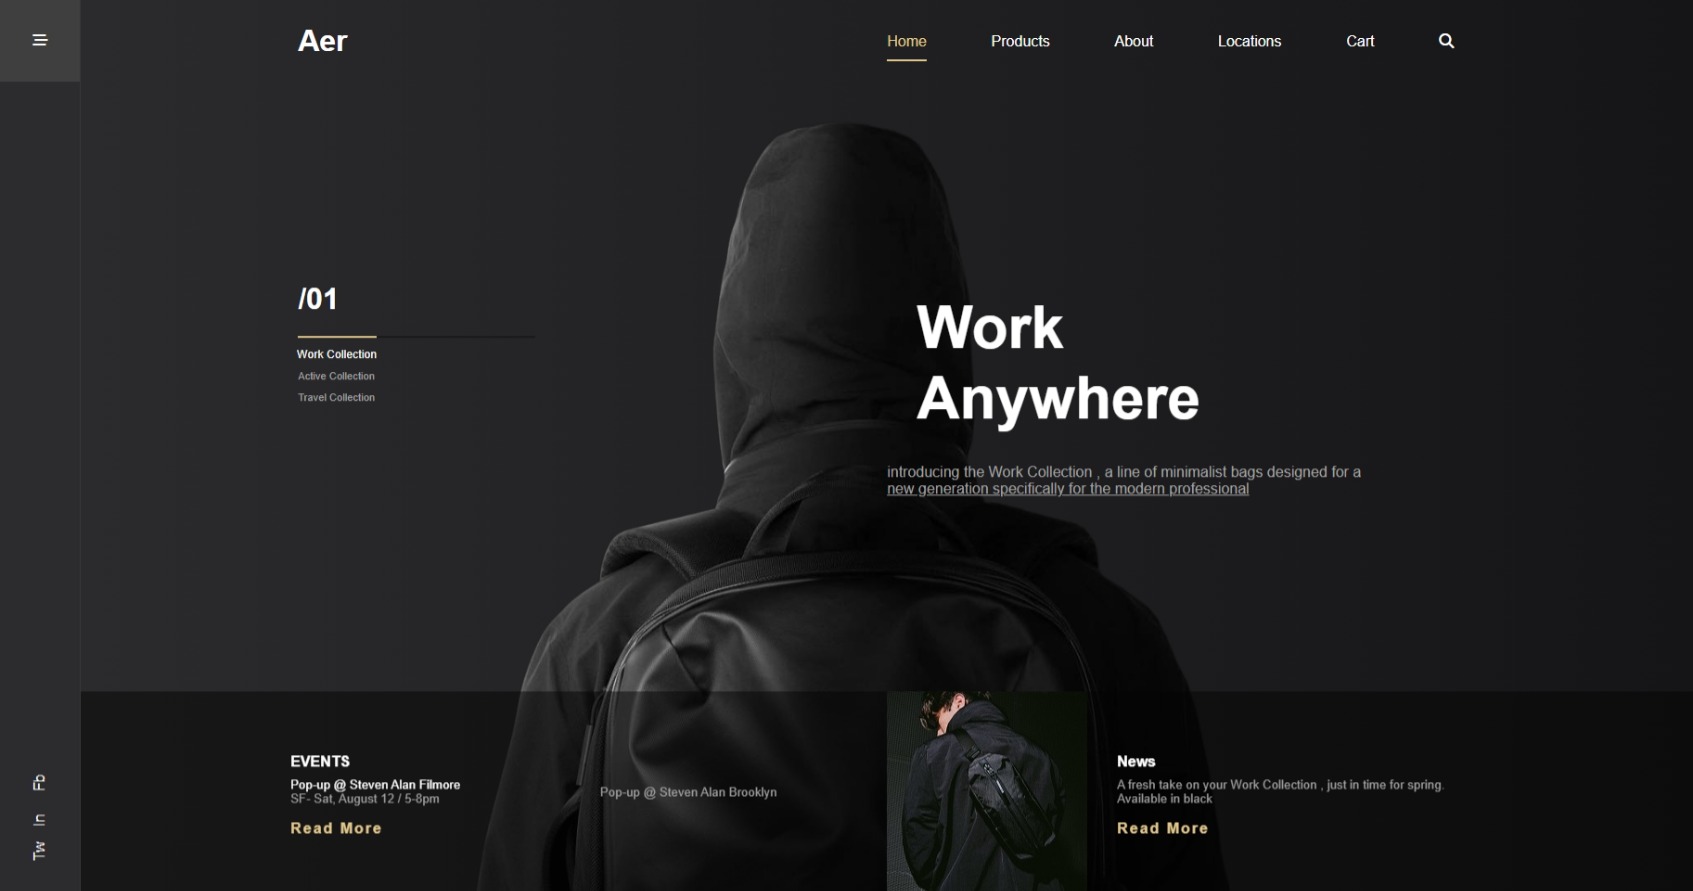 Aer
Home
Products
About
Locations
Cart
/01
Work Collection
Active Collection
Travel Collection
Work
Anywhere
introducing the Work Collection , a line of minimalist bags designed for a
new generation specifically for the modern professional
EVENTS
Pop-up @ Steven Alan Filmore
SF- Sat, August 12 / 5-8pm
Read More
Pop-up @ Steven Alan Brooklyn
News
A fresh take on your Work Collection , just in time for spring.
Available in black
Read More
Fb
In
Tw